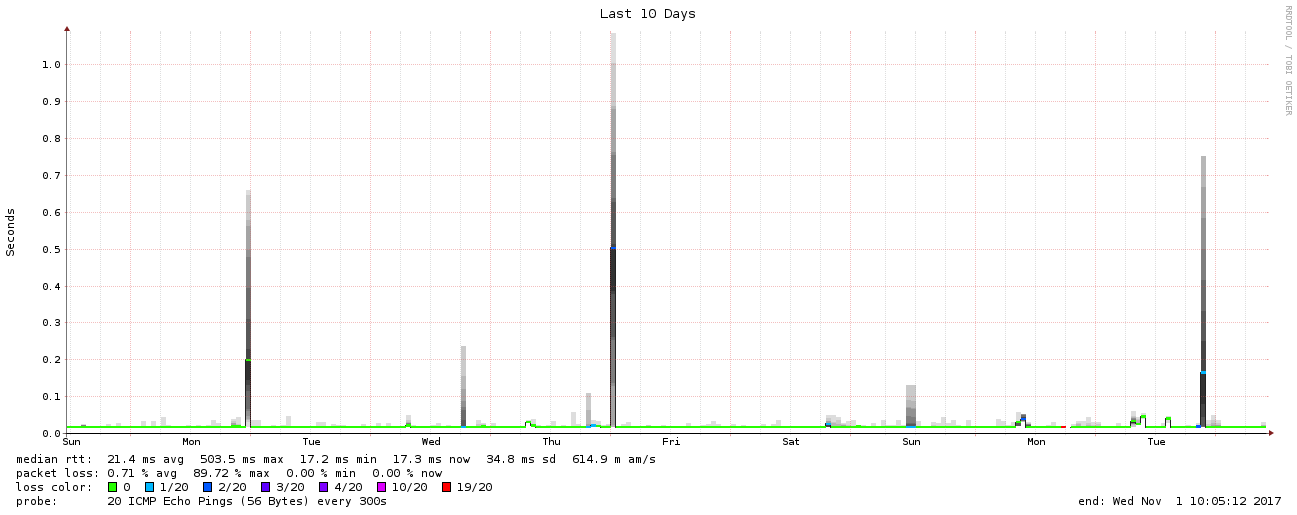 Last 10 Days
RRDTOOL / TOBI OETIKER
Seconds
1.0
0.9
0.8
0.7
0.6
0.5
0.4
0.3
0.2
0.1
0.0
Sun Mon Tue Wed Thu Fri Sat Sun Mon Tue
median rtt: 21.4 ms avg 503.5 ms max 17.2 ms min 17.3 ms now 34.8 ms sd 614.9 m am/s
packet loss: 0.71 % avg 89.72 % max 0.00 % min 0.00 % now
loss color: 0 1/20 2/20 3/20 4/20 10/20 19/20
probe: 20 ICMP Echo Pings (56 Bytes) every 300s end: Wed Nov 1 10:05:12 2017